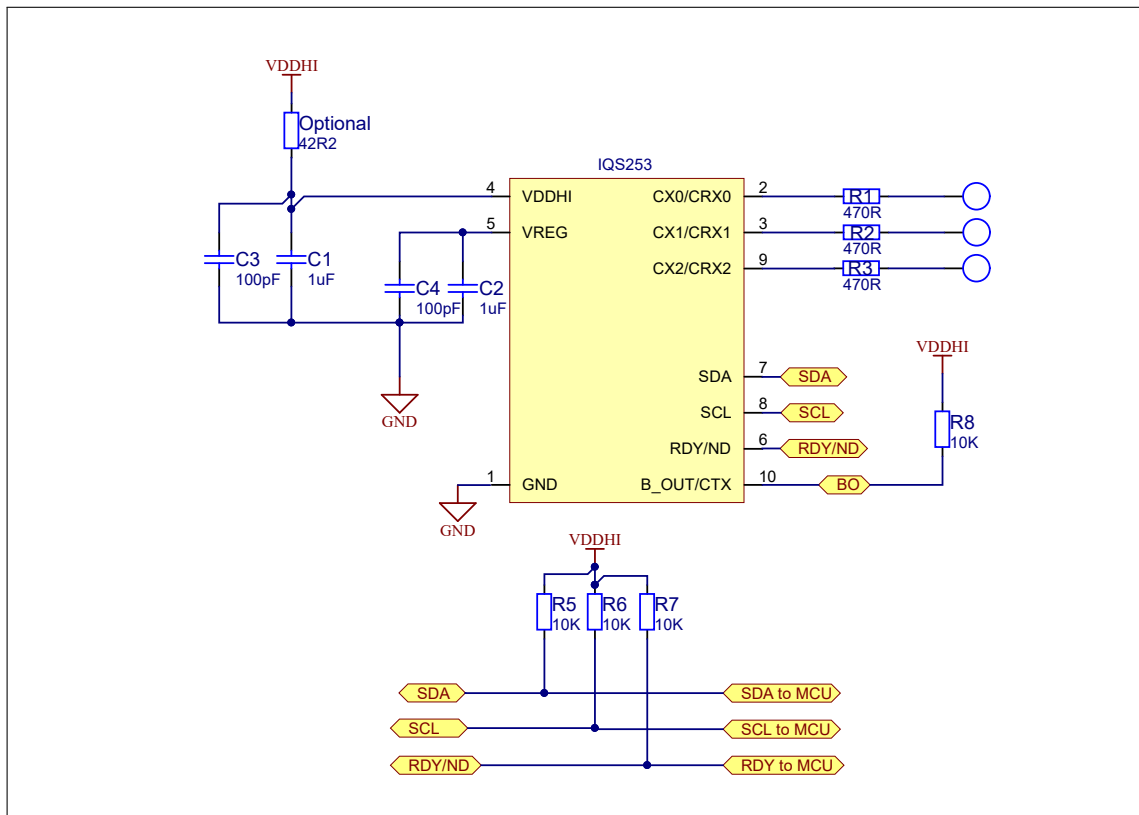 VDDHI
Optional
42R2
C3
100pF
C1
1uF
C4
100pF
C2
1uF
GND
GND
IQS253
4 VDDHI
5 VREG
1 GND
CX0/CRX0 2
CX1/CRX1 3
CX2/CRX2 9
SDA 7
SCL 8
RDY/ND 6
B_OUT/CTX 10
R1
470R
R2
470R
R3
470R
SDA
SCL
RDY/ND
BO
VDDHI
R8
10K
VDDHI
R5
10K
R6
10K
R7
10K
SDA SDA to MCU
SCL SCL to MCU
RDY/ND RDY to MCU